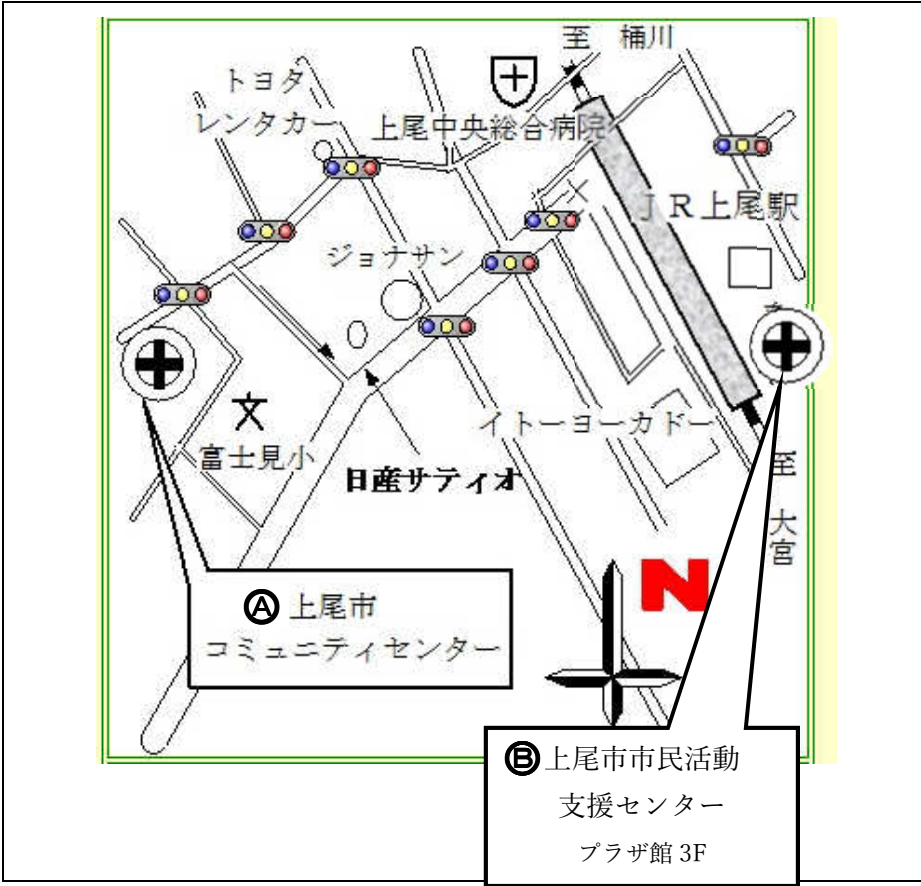 至 桶川
トヨタ
レンタカー
上尾中央総合病院
JR上尾駅
ジョナサン
文
富士見小
イトーヨーカドー
日産サティオ
至
大宮
N
Ⓐ 上尾市
コミュニティセンター
Ⓑ 上尾市市民活動
支援センター
プラザ館 3F